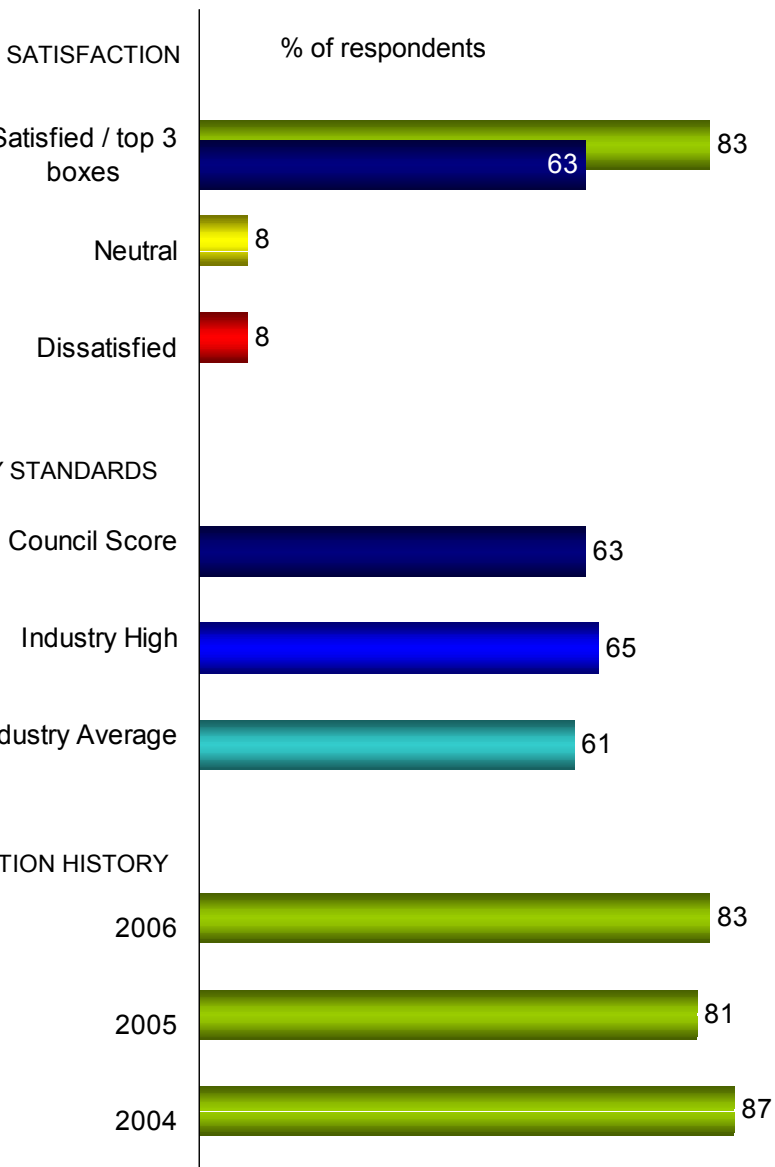 SATISFACTION
% of respondents
Satisfied / top 3
boxes
83
63
Neutral
8
Dissatisfied
8
STANDARDS
Council Score
63
Industry High
65
Industry Average
61
HISTORY
2006
83
2005
81
2004
87